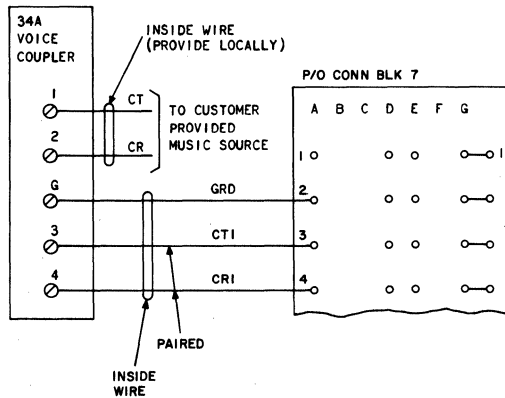 34A
VOICE
COUPLER
INSIDE WIRE
(PROVIDE LOCALLY)
P/O CONN BLK 7
1 CT
TO CUSTOMER
PROVIDED
MUSIC SOURCE
2 CR
A B C D E F G
1 1
G GRD 2
3 CT1 3
4 CR1 4
PAIRED
INSIDE
WIRE